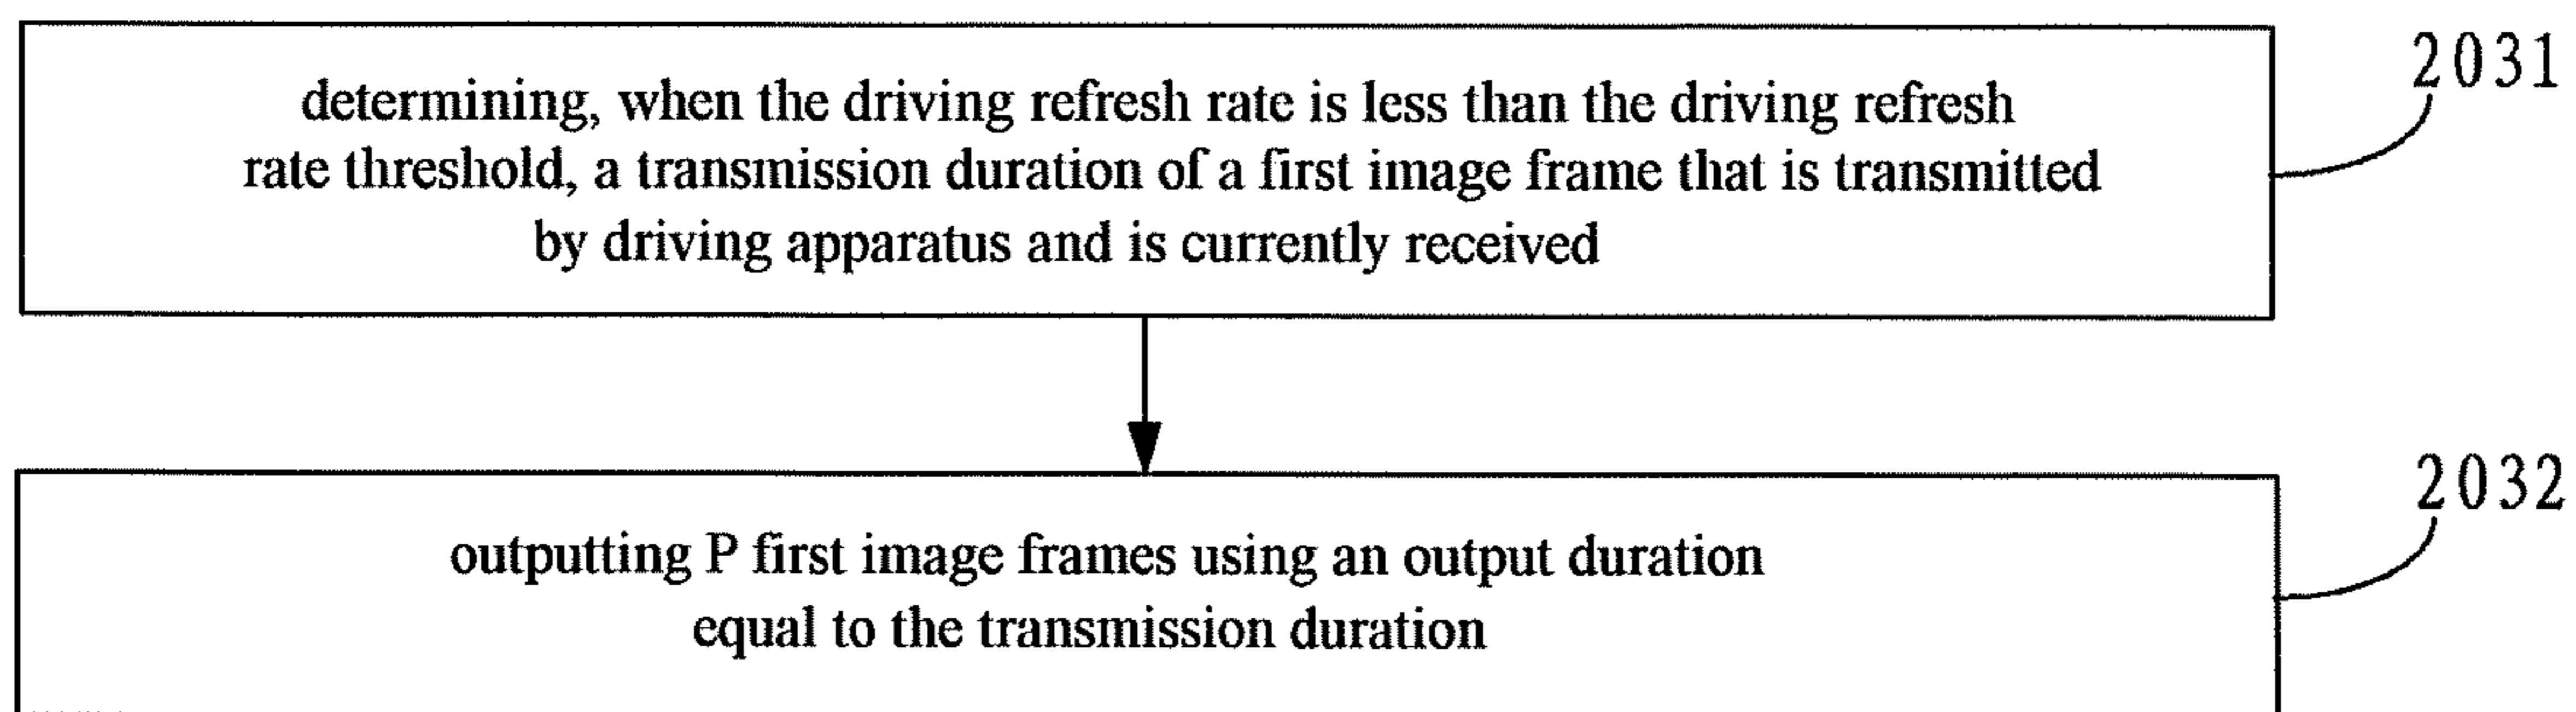 2031
determining, when the driving refresh rate is less than the driving refresh
rate threshold, a transmission duration of a first image frame that is transmitted
by driving apparatus and is currently received
2032
outputting P first image frames using an output duration
equal to the transmission duration